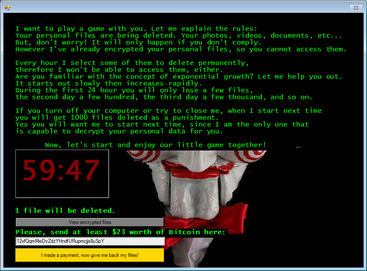 I want to play a game with you. Let me explain the rules:
Your personal files are being deleted. Your photos, videos, documents, etc...
But, don't worry! It will only happen if you don't comply.
However I've already encrypted your personal files, so you cannot access them.
Every hour I select some of them to delete permanently,
therefore I won't be able to access them, either.
Are you familiar with the concept of exponential growth? Let me help you out.
It starts out slowly then increases rapidly.
During the first 24 hour you will only lose a few files,
the second day a few hundred, the third day a few thousand, and so on.
If you turn off your computer or try to close me, when I start next time
you will get 1000 files deleted as a punishment.
Yes you will want me to start next time, since I am the only one that
is capable to decrypt your personal data for you.
Now, let's start and enjoy our little game together!
59:47
1 file will be deleted.
View encrypted files
Please, send at least $23 worth of Bitcoin here:
I made a payment, now give me back my files!